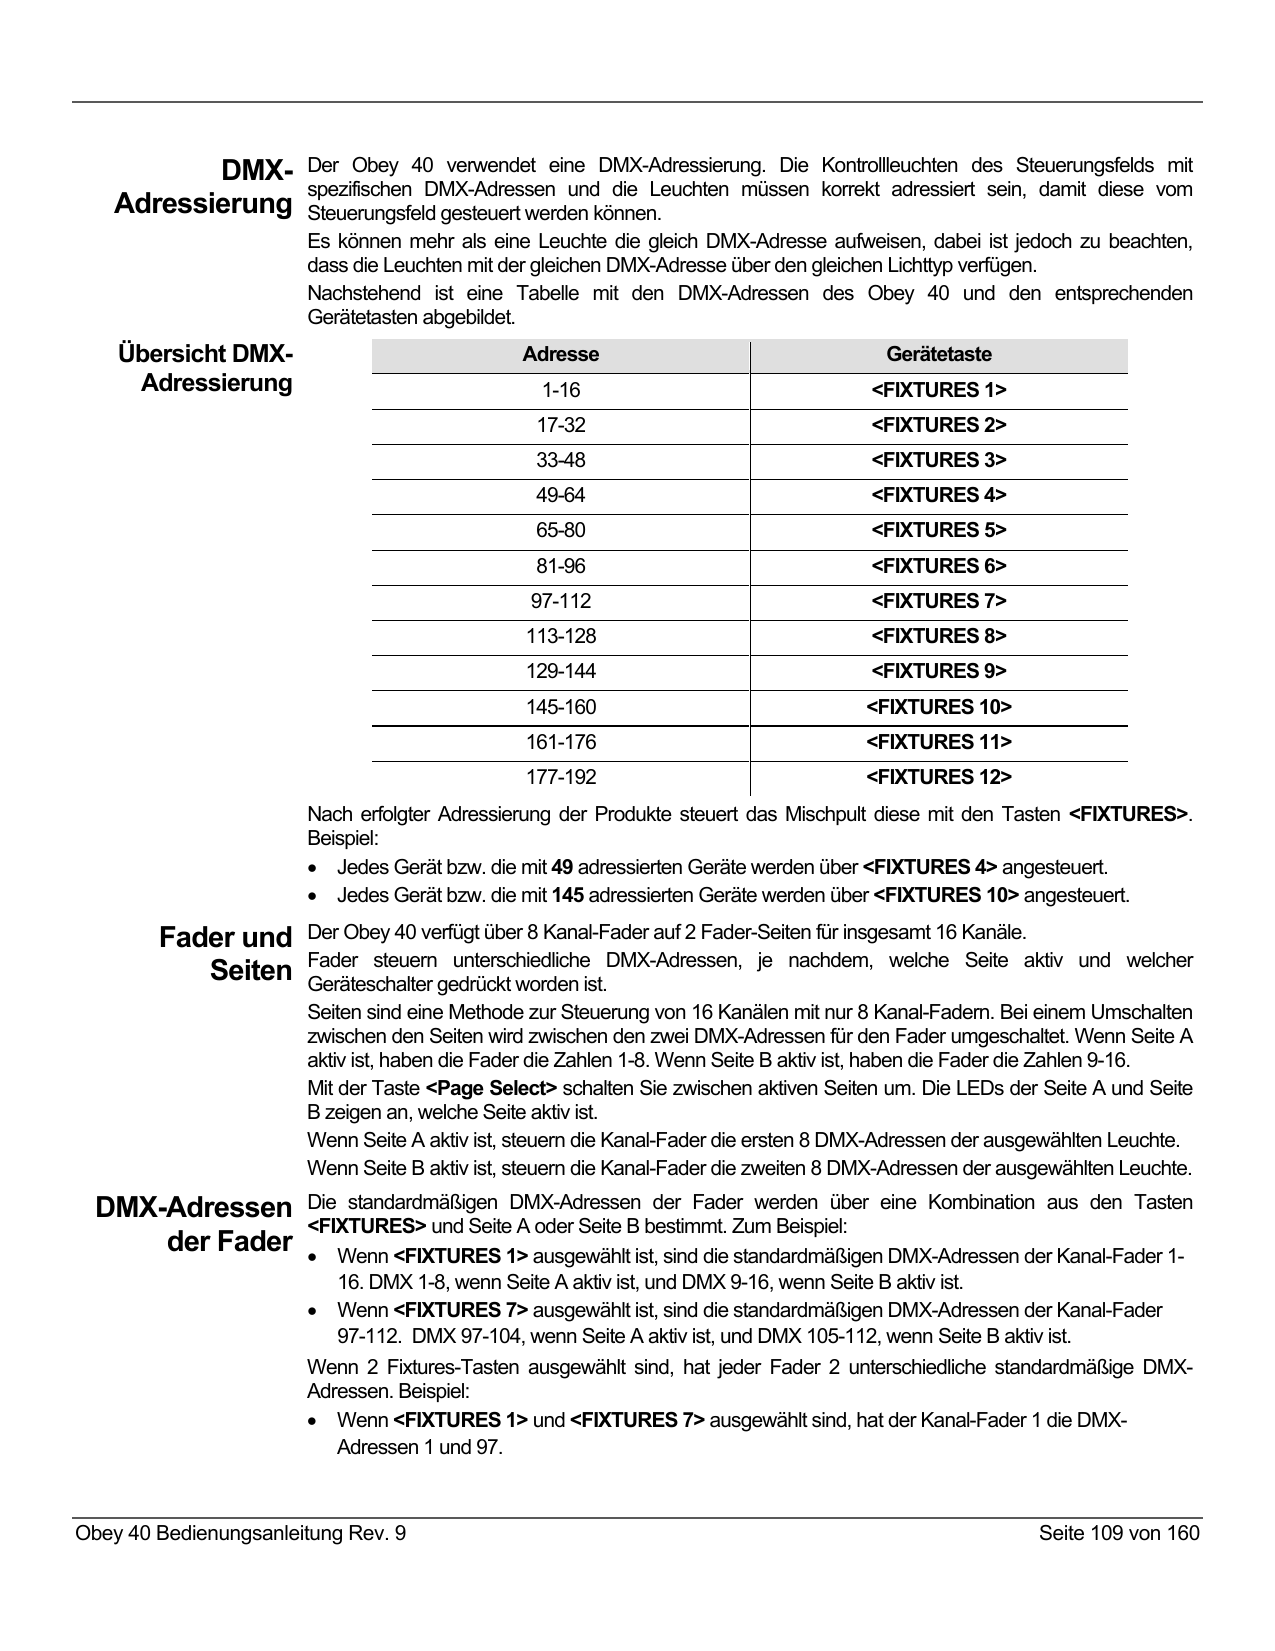 DMX-
Adressierung
Der Obey 40 verwendet eine DMX-Adressierung. Die Kontrollleuchten des Steuerungsfelds mit
spezifischen DMX-Adressen und die Leuchten müssen korrekt adressiert sein, damit diese vom
Steuerungsfeld gesteuert werden können.
Es können mehr als eine Leuchte die gleich DMX-Adresse aufweisen, dabei ist jedoch zu beachten,
dass die Leuchten mit der gleichen DMX-Adresse über den gleichen Lichttyp verfügen.
Nachstehend ist eine Tabelle mit den DMX-Adressen des Obey 40 und den entsprechenden
Gerätetasten abgebildet.
Übersicht DMX-
Adressierung
Adresse Gerätetaste
1-16 <FIXTURES 1>
17-32 <FIXTURES 2>
33-48 <FIXTURES 3>
49-64 <FIXTURES 4>
65-80 <FIXTURES 5>
81-96 <FIXTURES 6>
97-112 <FIXTURES 7>
113-128 <FIXTURES 8>
129-144 <FIXTURES 9>
145-160 <FIXTURES 10>
161-176 <FIXTURES 11>
177-192 <FIXTURES 12>
Nach erfolgter Adressierung der Produkte steuert das Mischpult diese mit den Tasten <FIXTURES>.
Beispiel:
• Jedes Gerät bzw. die mit 49 adressierten Geräte werden über <FIXTURES 4> angesteuert.
• Jedes Gerät bzw. die mit 145 adressierten Geräte werden über <FIXTURES 10> angesteuert.
Fader und
Seiten
Der Obey 40 verfügt über 8 Kanal-Fader auf 2 Fader-Seiten für insgesamt 16 Kanäle.
Fader steuern unterschiedliche DMX-Adressen, je nachdem, welche Seite aktiv und welcher
Geräteschalter gedrückt worden ist.
Seiten sind eine Methode zur Steuerung von 16 Kanälen mit nur 8 Kanal-Fadern. Bei einem Umschalten
zwischen den Seiten wird zwischen den zwei DMX-Adressen für den Fader umgeschaltet. Wenn Seite A
aktiv ist, haben die Fader die Zahlen 1-8. Wenn Seite B aktiv ist, haben die Fader die Zahlen 9-16.
Mit der Taste <Page Select> schalten Sie zwischen aktiven Seiten um. Die LEDs der Seite A und Seite
B zeigen an, welche Seite aktiv ist.
Wenn Seite A aktiv ist, steuern die Kanal-Fader die ersten 8 DMX-Adressen der ausgewählten Leuchte.
Wenn Seite B aktiv ist, steuern die Kanal-Fader die zweiten 8 DMX-Adressen der ausgewählten Leuchte.
DMX-Adressen
der Fader
Die standardmäßigen DMX-Adressen der Fader werden über eine Kombination aus den Tasten
<FIXTURES> und Seite A oder Seite B bestimmt. Zum Beispiel:
• Wenn <FIXTURES 1> ausgewählt ist, sind die standardmäßigen DMX-Adressen der Kanal-Fader 1-
16. DMX 1-8, wenn Seite A aktiv ist, und DMX 9-16, wenn Seite B aktiv ist.
• Wenn <FIXTURES 7> ausgewählt ist, sind die standardmäßigen DMX-Adressen der Kanal-Fader
97-112. DMX 97-104, wenn Seite A aktiv ist, und DMX 105-112, wenn Seite B aktiv ist.
Wenn 2 Fixtures-Tasten ausgewählt sind, hat jeder Fader 2 unterschiedliche standardmäßige DMX-
Adressen. Beispiel:
• Wenn <FIXTURES 1> und <FIXTURES 7> ausgewählt sind, hat der Kanal-Fader 1 die DMX-
Adressen 1 und 97.
Obey 40 Bedienungsanleitung Rev. 9 Seite 109 von 160